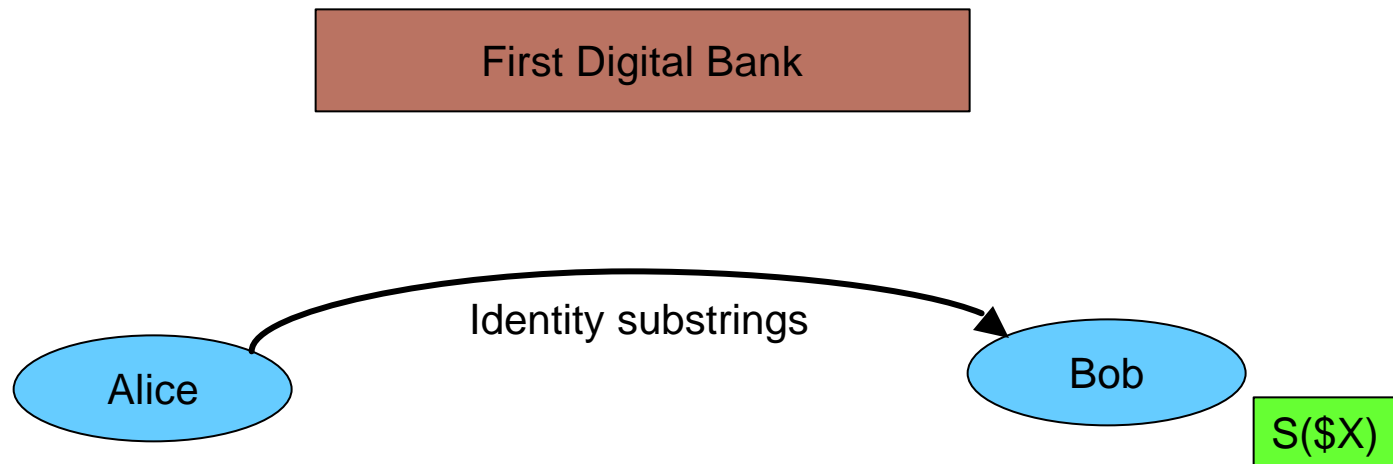 First Digital Bank
Identity substrings
Alice
Bob
S($X)